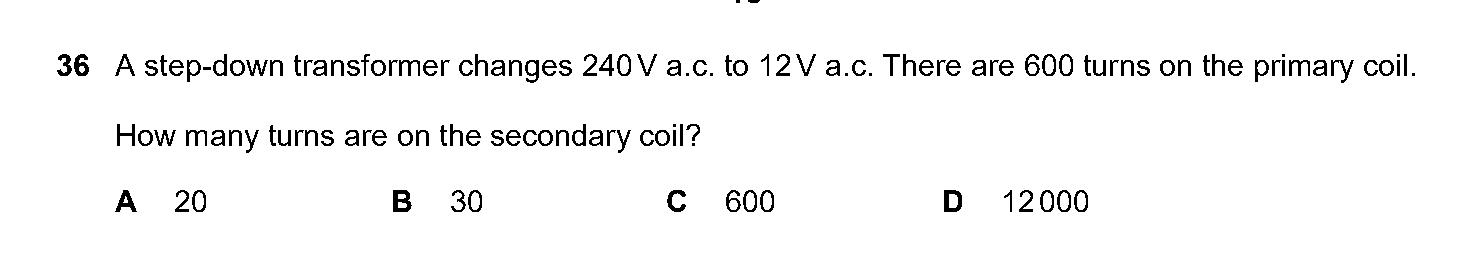 36 A step-down transformer changes 240 V a.c. to 12 V a.c. There are 600 turns on the primary coil.
How many turns are on the secondary coil?
A 20 B 30 C 600 D 12 000